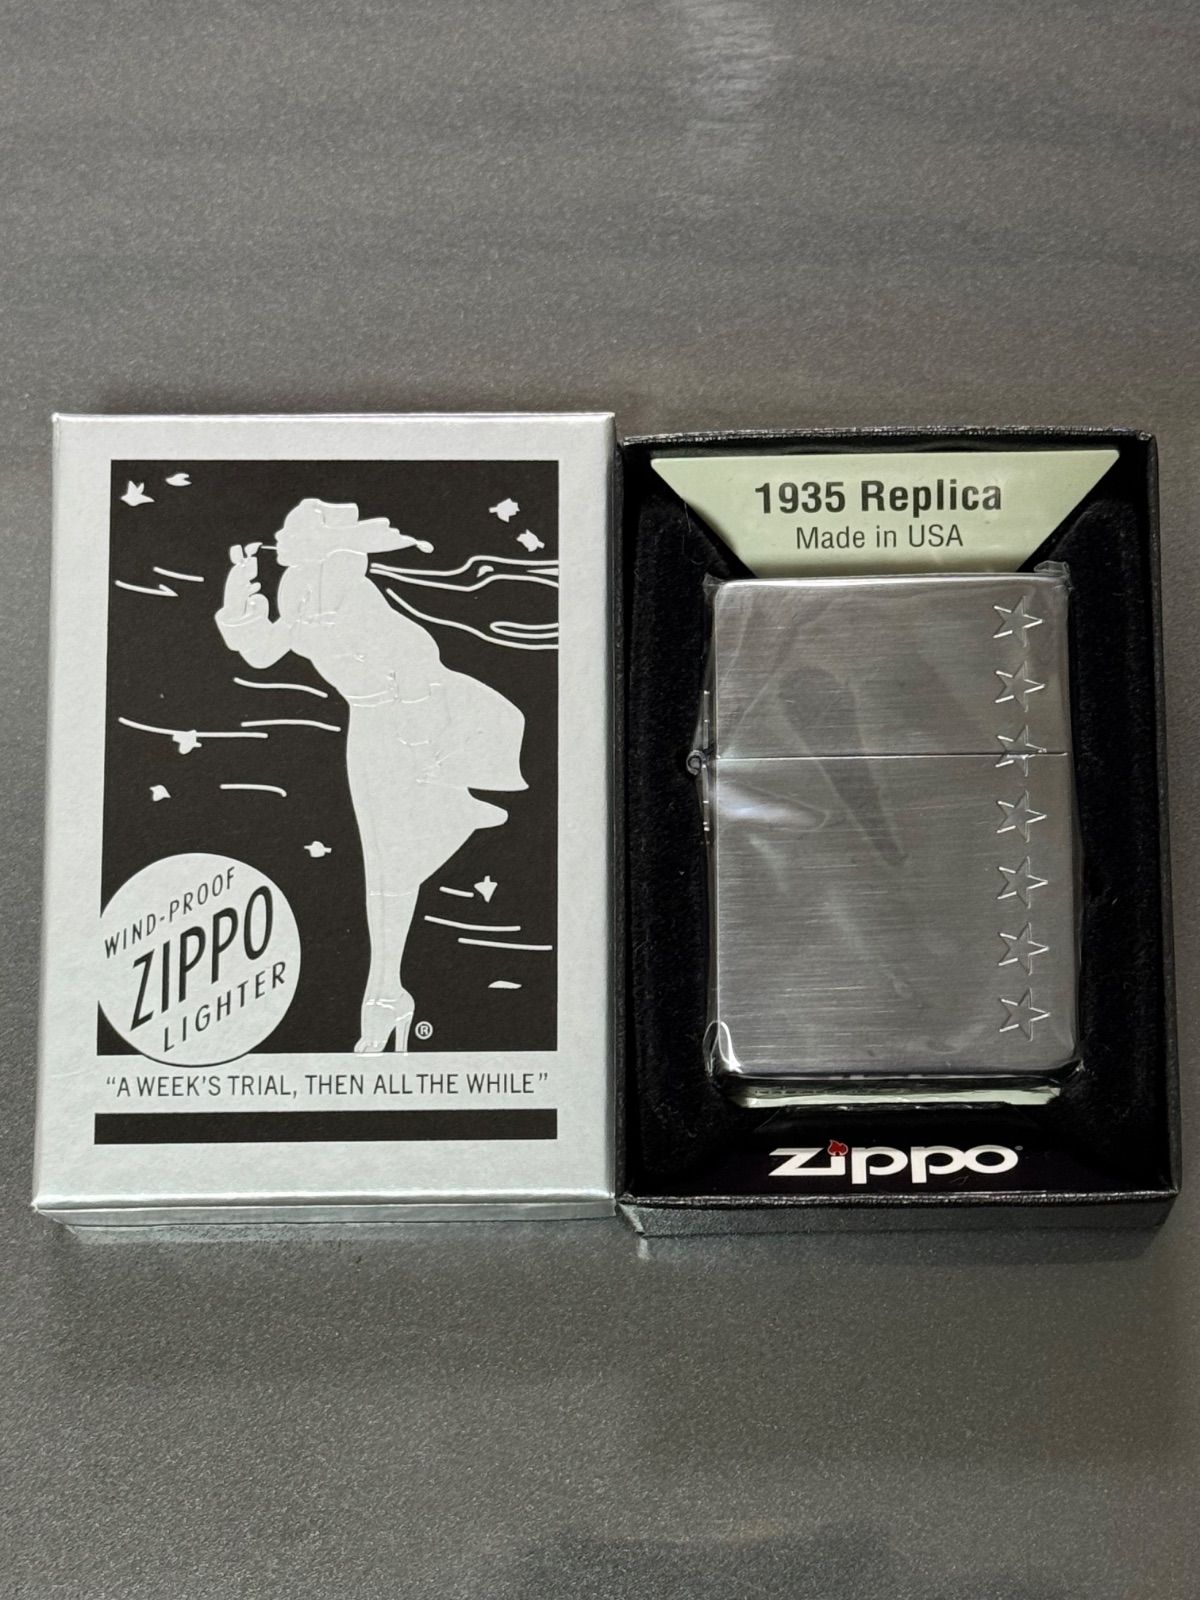 WIND-PROOF
ZIPPO
LIGHTER
®
"A WEEK'S TRIAL, THEN ALL THE WHILE"
1935 Replica
Made in USA
zippo